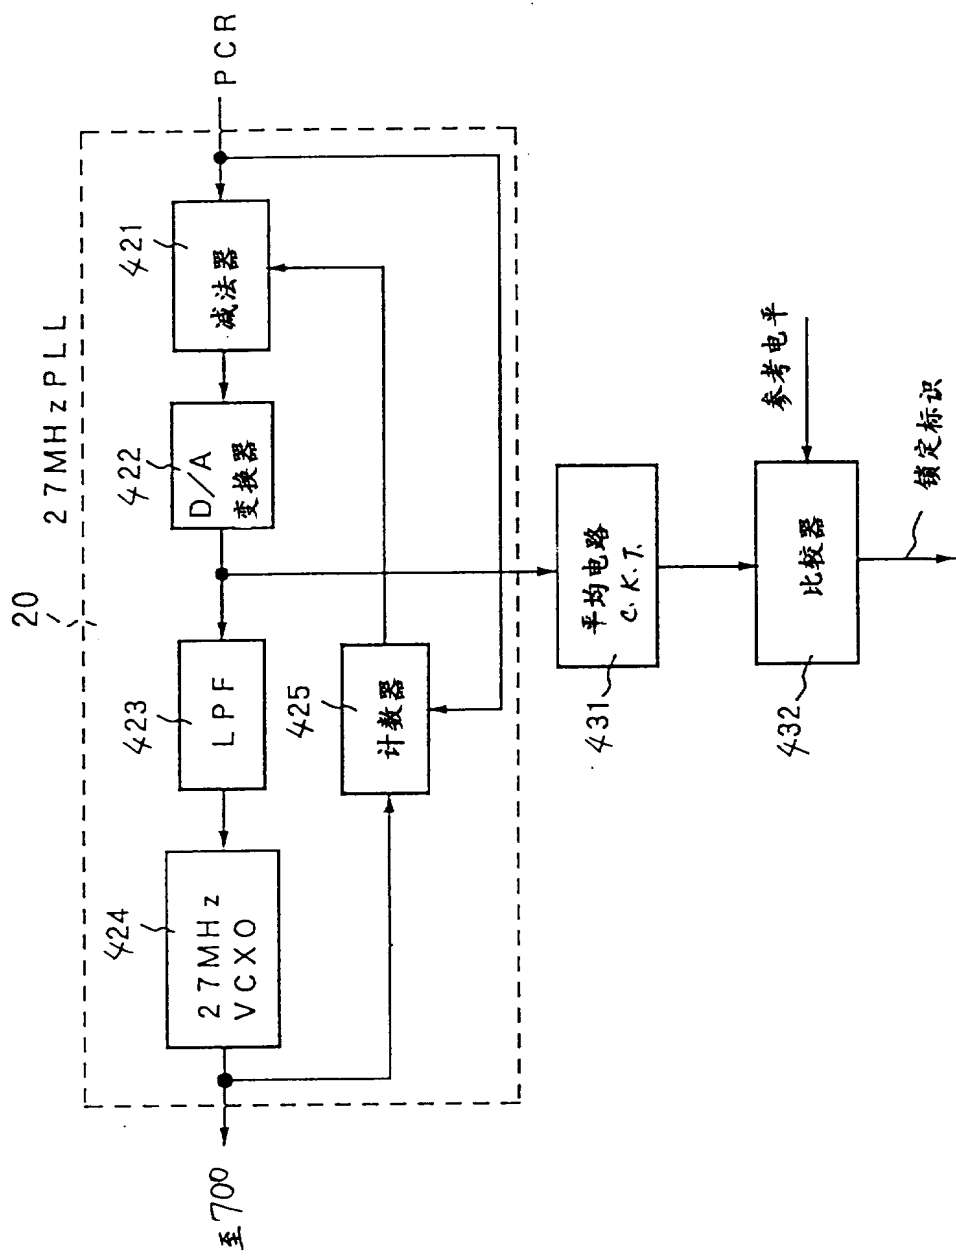 20
27MHzPLL
424
27MHz
VCXO
423
LPF
422
D/A
变换器
421
减法器
PCR
425
计数器
至700
431
平均电路
C.K.T.
432
比较器
参考电平
锁定标识